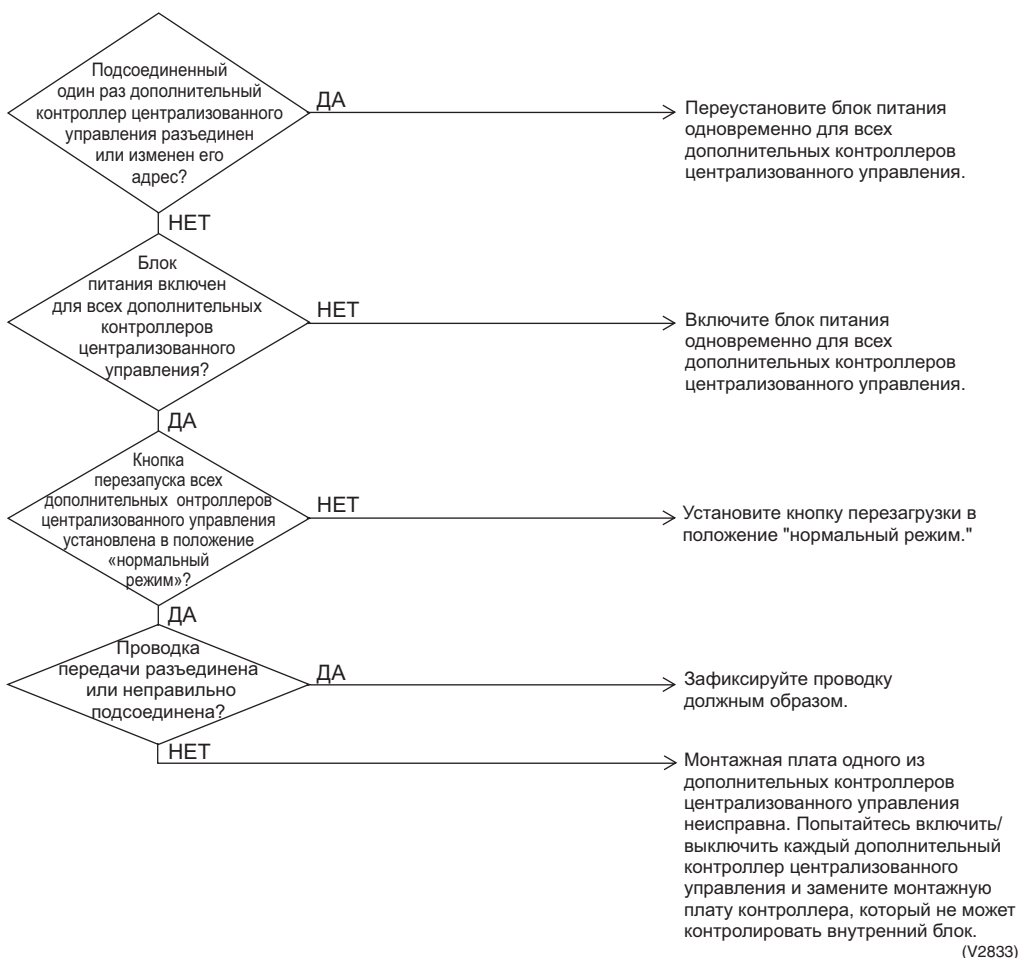 Подсоединенный
один раз дополнительный
контроллер централизованного
управления разъединен
или изменен его
адрес?
ДА
Переустановите блок питания
одновременно для всех
дополнительных контроллеров
централизованного управления.
НЕТ
Блок
питания включен
для всех дополнительных
контроллеров
централизованного
управления?
НЕТ
Включите блок питания
одновременно для всех
дополнительных контроллеров
централизованного управления.
ДА
Кнопка
перезапуска всех
дополнительных онтроллеров
централизованного управления
установлена в положение
«нормальный
режим»?
НЕТ
Установите кнопку перезагрузки в
положение "нормальный режим."
ДА
Проводка
передачи разъединена
или неправильно
подсоединена?
ДА
Зафиксируйте проводку
должным образом.
НЕТ
Монтажная плата одного из
дополнительных контроллеров
централизованного управления
неисправна. Попытайтесь включить/
выключить каждый дополнительный
контроллер централизованного
управления и замените монтажную
плату контроллера, который не может
контролировать внутренний блок.
(V2833)